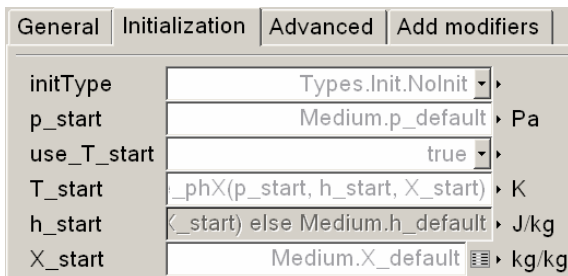 General Initialization Advanced Add modifiers
initType Types.Init.NoInit
p_start Medium.p_default Pa
use_T_start true
T_start _phX(p_start, h_start, X_start) K
h_start X_start) else Medium.h_default J/kg
X_start Medium.X_default kg/kg